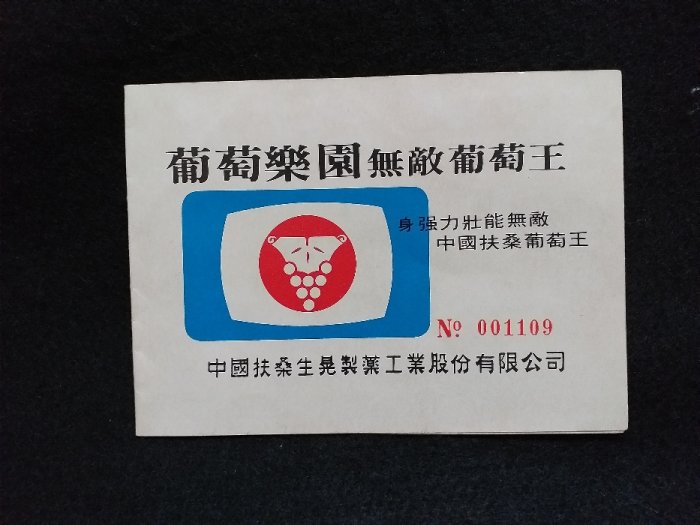 葡萄樂園無敵葡萄王
身强力壯能無敵
中國扶桑葡萄王
№ 001109
中國扶桑生晃製藥工業股份有限公司